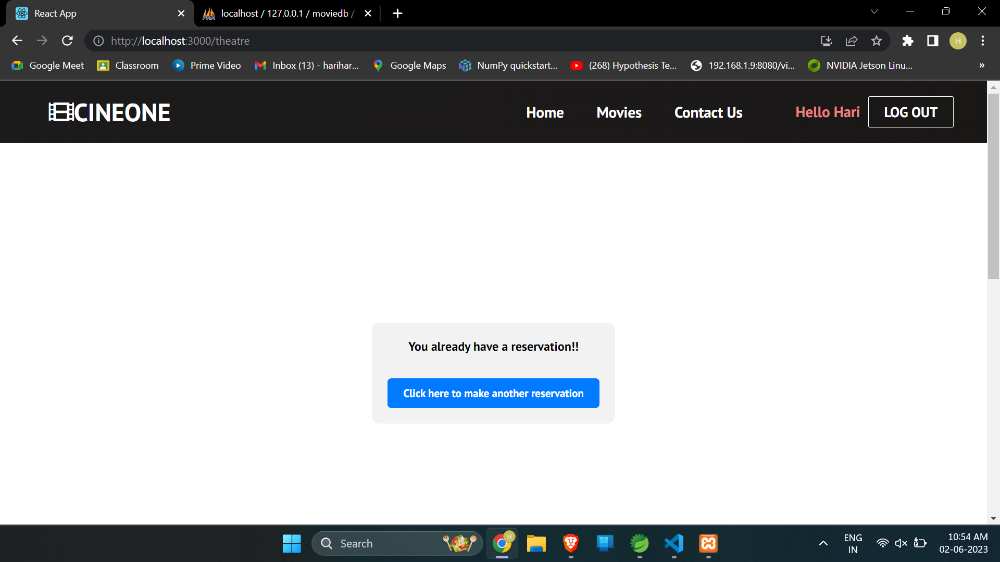 React App
localhost / 127.0.0.1 / moviedb /
http://localhost:3000/theatre
H
Google Meet
Classroom
Prime Video
Inbox (13) - harihar...
Google Maps
NumPy quickstart...
(268) Hypothesis Te...
192.168.1.9:8080/vi...
NVIDIA Jetson Linu...
»
CINEONE
Home
Movies
Contact Us
Hello Hari
LOG OUT
You already have a reservation!!
Click here to make another reservation
Search
H
ENG
IN
10:54 AM
02-06-2023